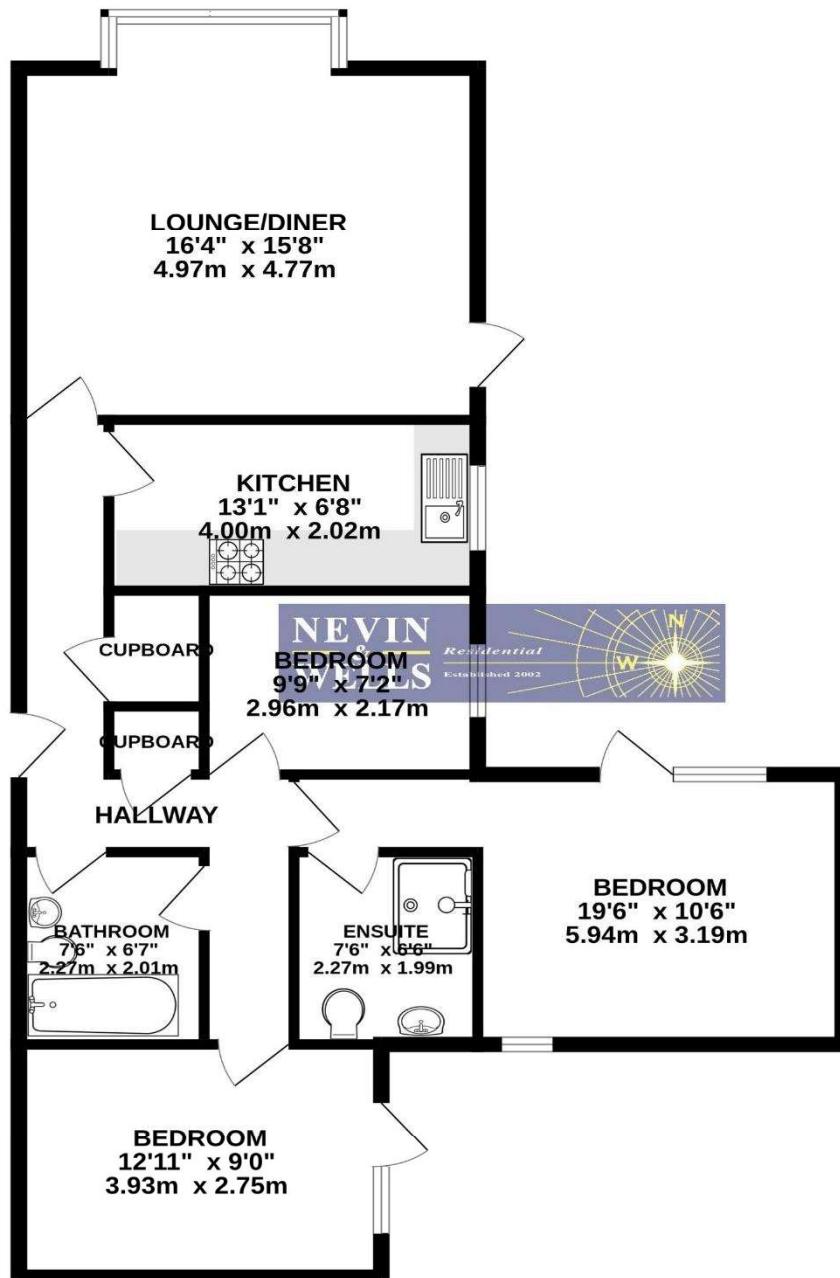 LOUNGE/DINER
16'4" x 15'8"
4.97m x 4.77m
KITCHEN
13'1" x 6'8"
4.00m x 2.02m
CUPBOARD
NEVIN
&
WELLS
Residential
Established 2002
N
W
BEDROOM
9'9" x 7'2"
2.96m x 2.17m
CUPBOARD
HALLWAY
BATHROOM
7'6" x 6'7"
2.27m x 2.01m
ENSUITE
7'6" x 6'6"
2.27m x 1.99m
BEDROOM
19'6" x 10'6"
5.94m x 3.19m
BEDROOM
12'11" x 9'0"
3.93m x 2.75m